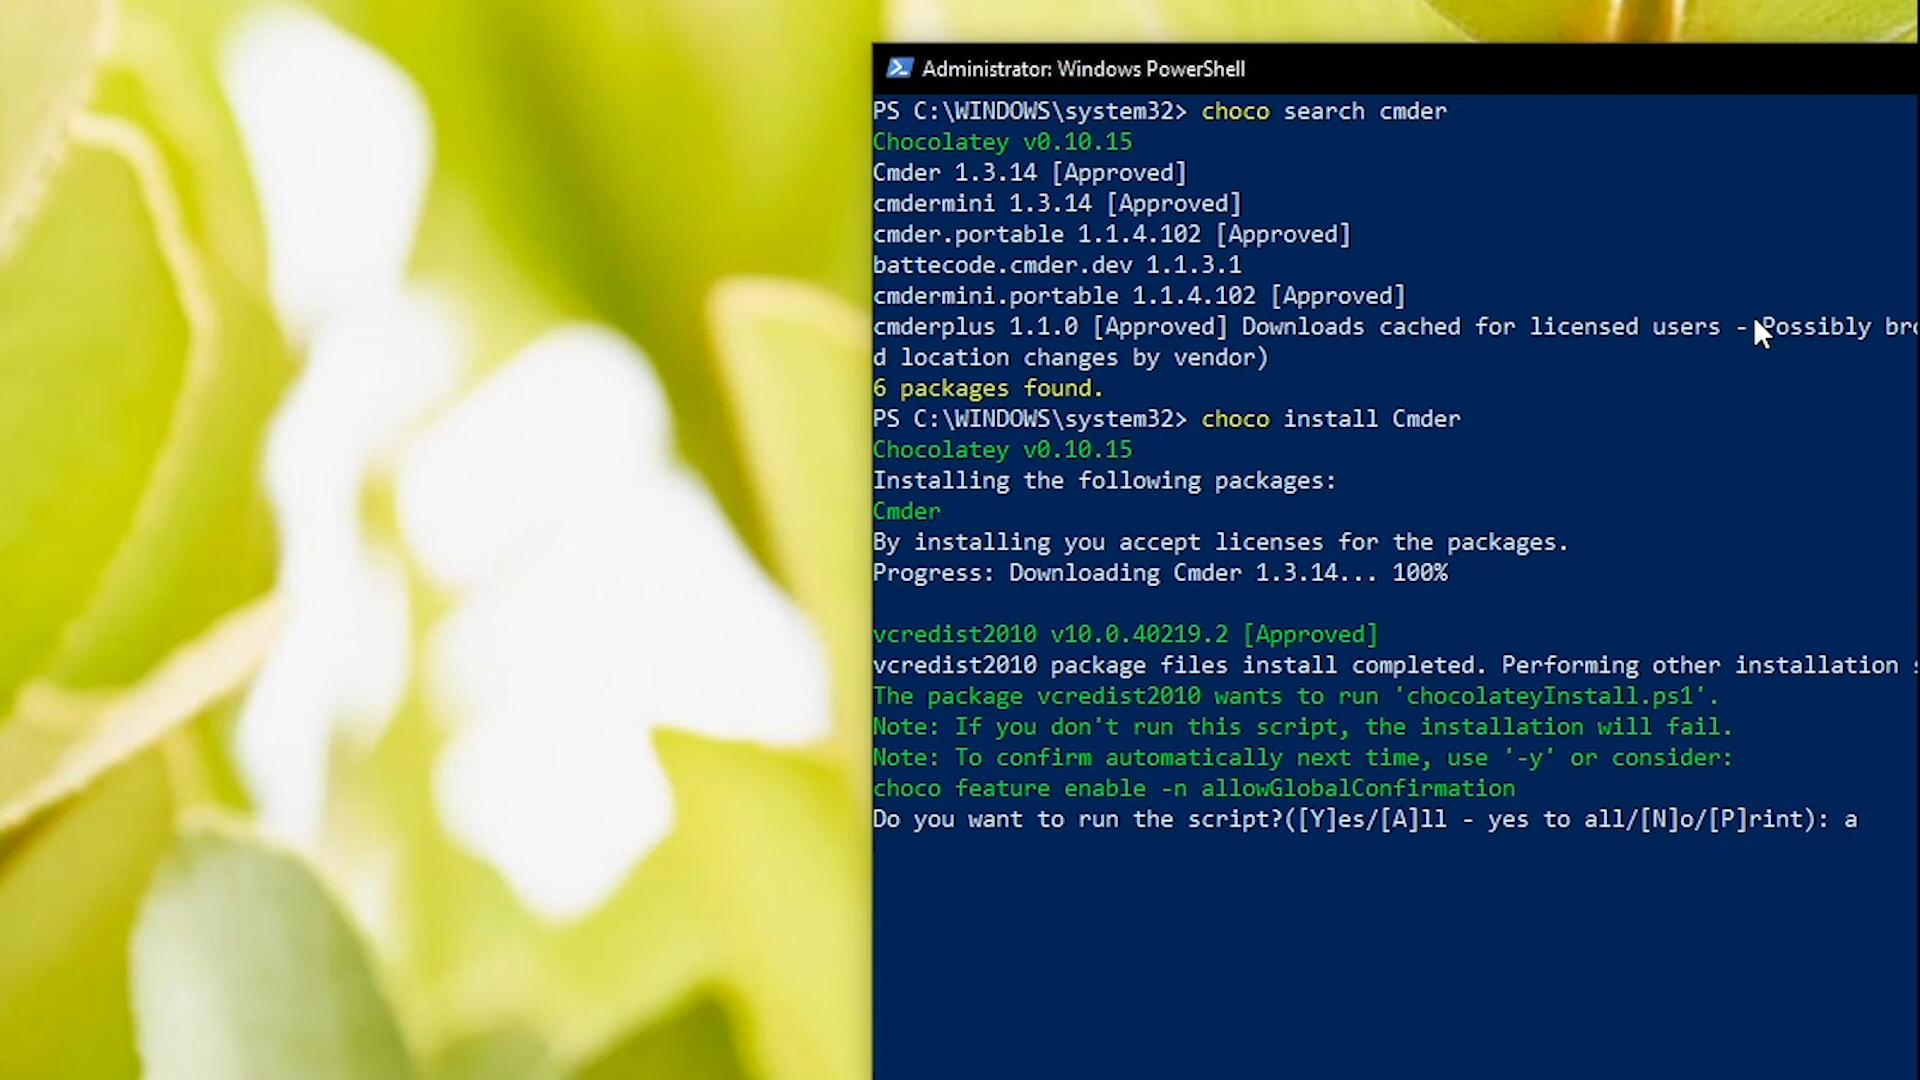 Administrator: Windows PowerShell
PS C:\WINDOWS\system32> choco search cmder
Chocolatey v0.10.15
Cmder 1.3.14 [Approved]
cmdermini 1.3.14 [Approved]
cmder.portable 1.1.4.102 [Approved]
battecode.cmder.dev 1.1.3.1
cmdermini.portable 1.1.4.102 [Approved]
cmderplus 1.1.0 [Approved] Downloads cached for licensed users - Possibly
d location changes by vendor)
6 packages found.
PS C:\WINDOWS\system32> choco install Cmder
Chocolatey v0.10.15
Installing the following packages:
Cmder
By installing you accept licenses for the packages.
Progress: Downloading Cmder 1.3.14... 100%
vcredist2010 v10.0.40219.2 [Approved]
vcredist2010 package files install completed. Performing other installation
The package vcredist2010 wants to run 'chocolateyInstall.ps1'.
Note: If you don't run this script, the installation will fail.
Note: To confirm automatically next time, use '-y' or consider:
choco feature enable -n allowGlobalConfirmation
Do you want to run the script?([Y]es/[A]ll - yes to all/[N]o/[P]rint): a